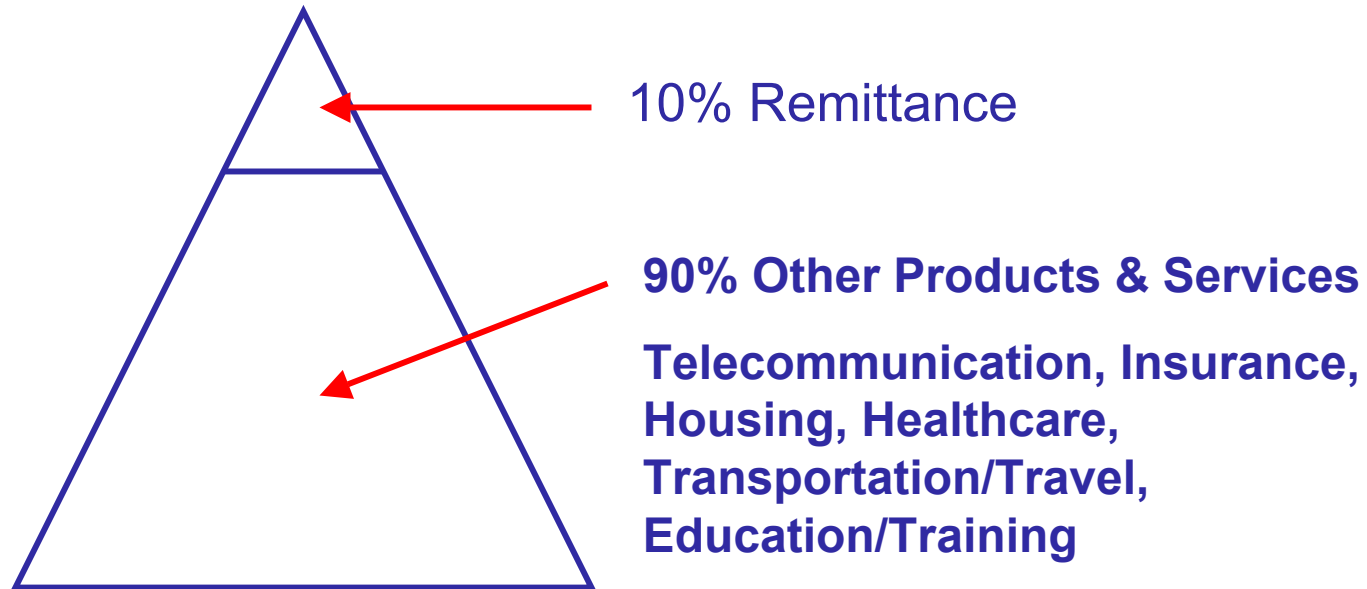 10% Remittance
90% Other Products & Services
Telecommunication, Insurance,
Housing, Healthcare,
Transportation/Travel,
Education/Training